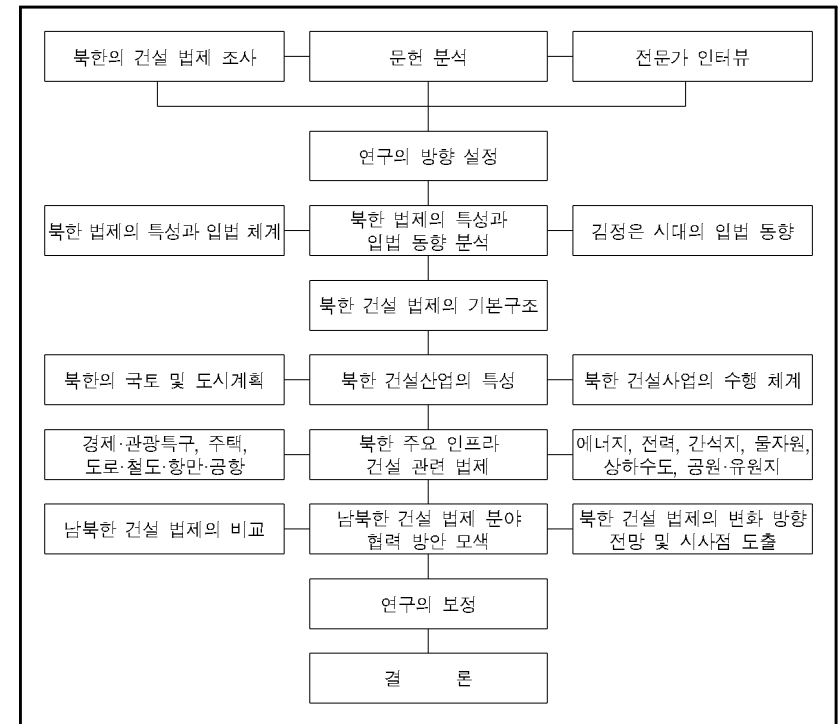 북한의 건설 법제 조사
문헌 분석
전문가 인터뷰
연구의 방향 설정
북한 법제의 특성과 입법 체계
북한 법제의 특성과
입법 동향 분석
김정은 시대의 입법 동향
북한 건설 법제의 기본구조
북한의 국토 및 도시계획
북한 건설산업의 특성
북한 건설사업의 수행 체계
경제·관광특구, 주택,
도로·철도·항만·공항
북한 주요 인프라
건설 관련 법제
에너지, 전력, 간석지, 물자원,
상하수도, 공원·유원지
남북한 건설 법제의 비교
남북한 건설 법제 분야
협력 방안 모색
북한 건설 법제의 변화 방향
전망 및 시사점 도출
연구의 보정
결 론